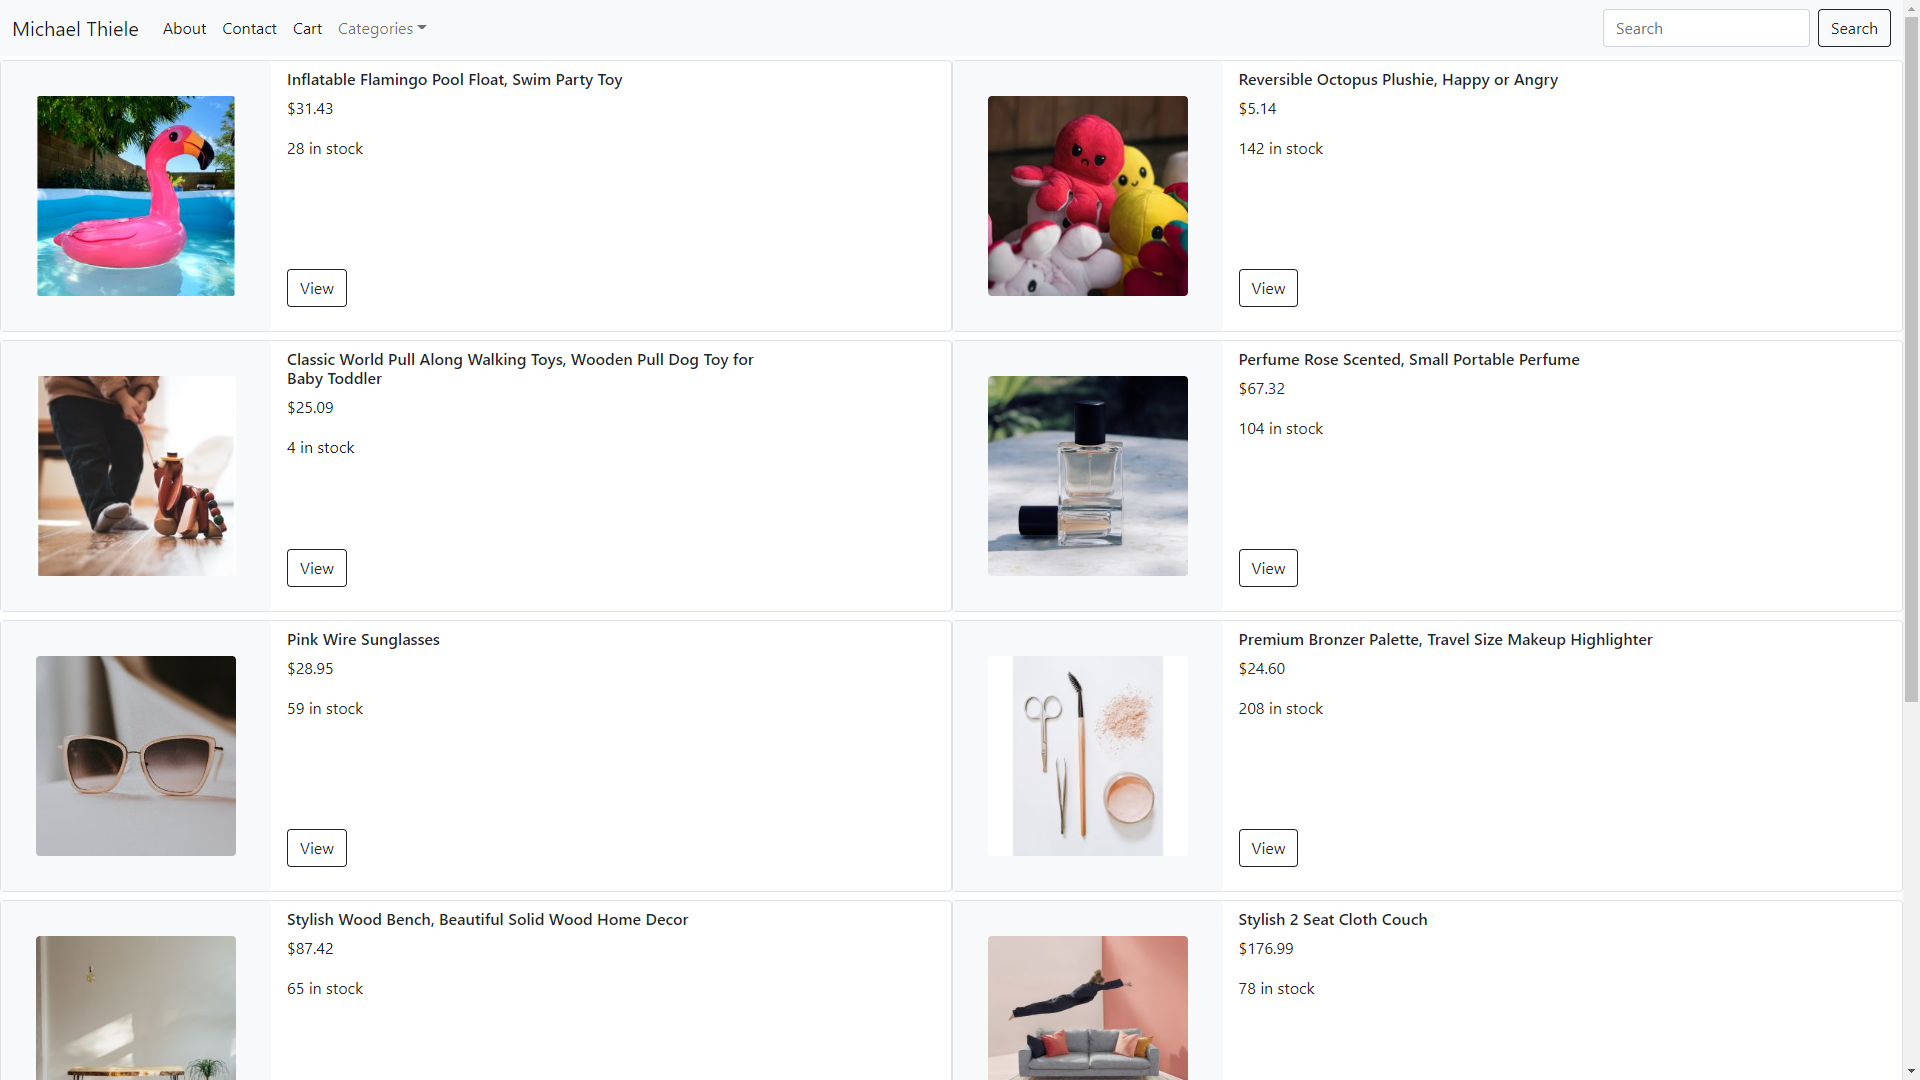 Michael Thiele About Contact Cart Categories Search Search
Inflatable Flamingo Pool Float, Swim Party Toy
$31.43
28 in stock
View
Reversible Octopus Plushie, Happy or Angry
$5.14
142 in stock
View
Classic World Pull Along Walking Toys, Wooden Pull Dog Toy for
Baby Toddler
$25.09
4 in stock
View
Perfume Rose Scented, Small Portable Perfume
$67.32
104 in stock
View
Pink Wire Sunglasses
$28.95
59 in stock
View
Premium Bronzer Palette, Travel Size Makeup Highlighter
$24.60
208 in stock
View
Stylish Wood Bench, Beautiful Solid Wood Home Decor
$87.42
65 in stock
Stylish 2 Seat Cloth Couch
$176.99
78 in stock